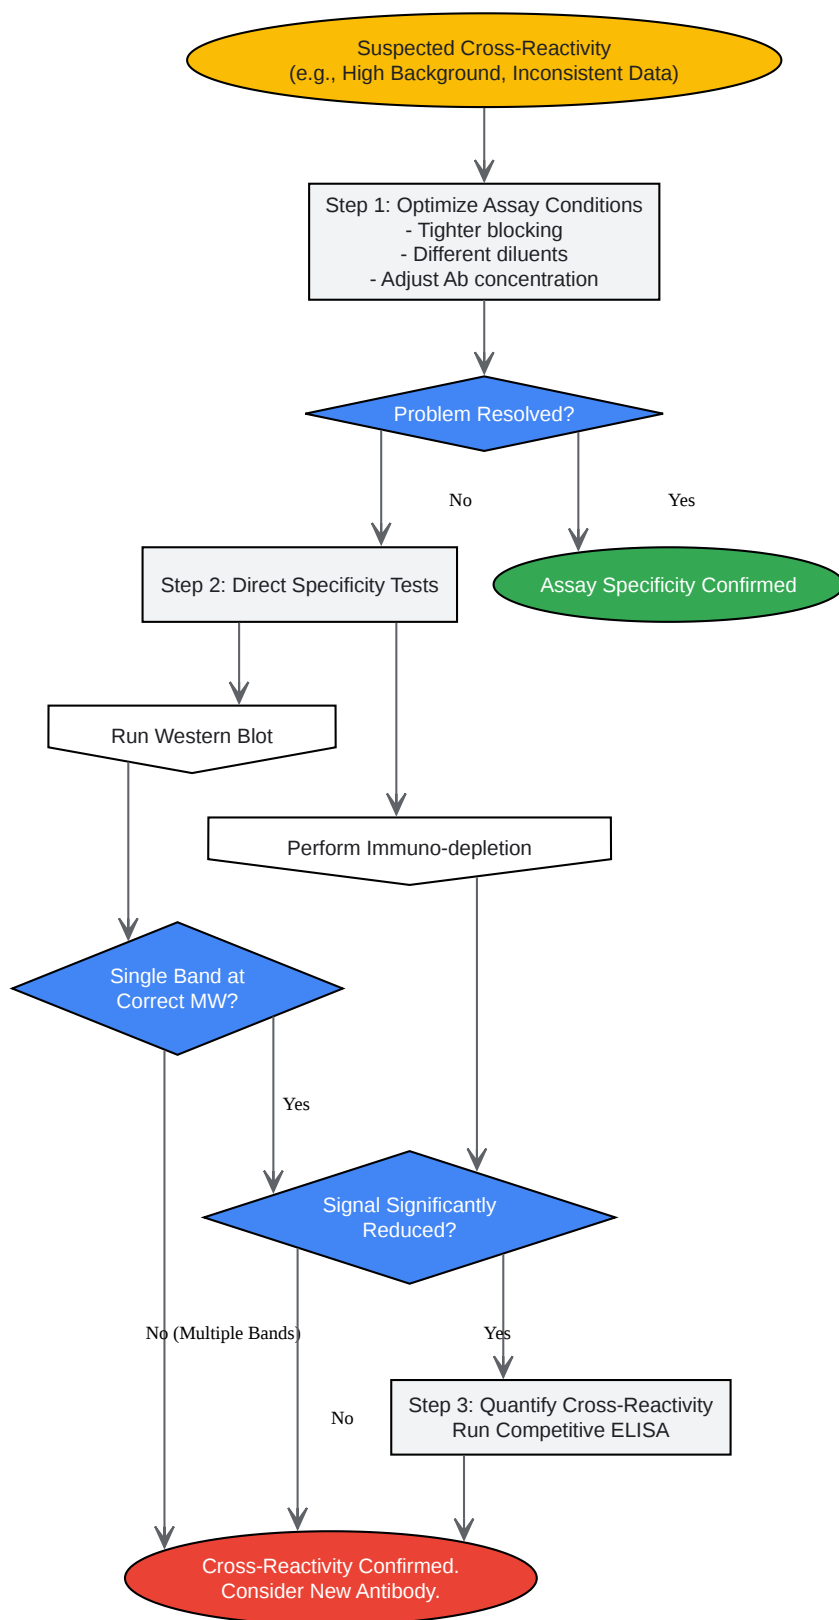 Suspected Cross-Reactivity
(e.g., High Background, Inconsistent Data)
Step 1: Optimize Assay Conditions
- Tighter blocking
- Different diluents
- Adjust Ab concentration
Problem Resolved?
No
Yes
Step 2: Direct Specificity Tests
Assay Specificity Confirmed
Run Western Blot
Perform Immuno-depletion
Single Band at
Correct MW?
Yes
Signal Significantly
Reduced?
No (Multiple Bands)
Yes
Step 3: Quantify Cross-Reactivity
Run Competitive ELISA
No
Cross-Reactivity Confirmed.
Consider New Antibody.